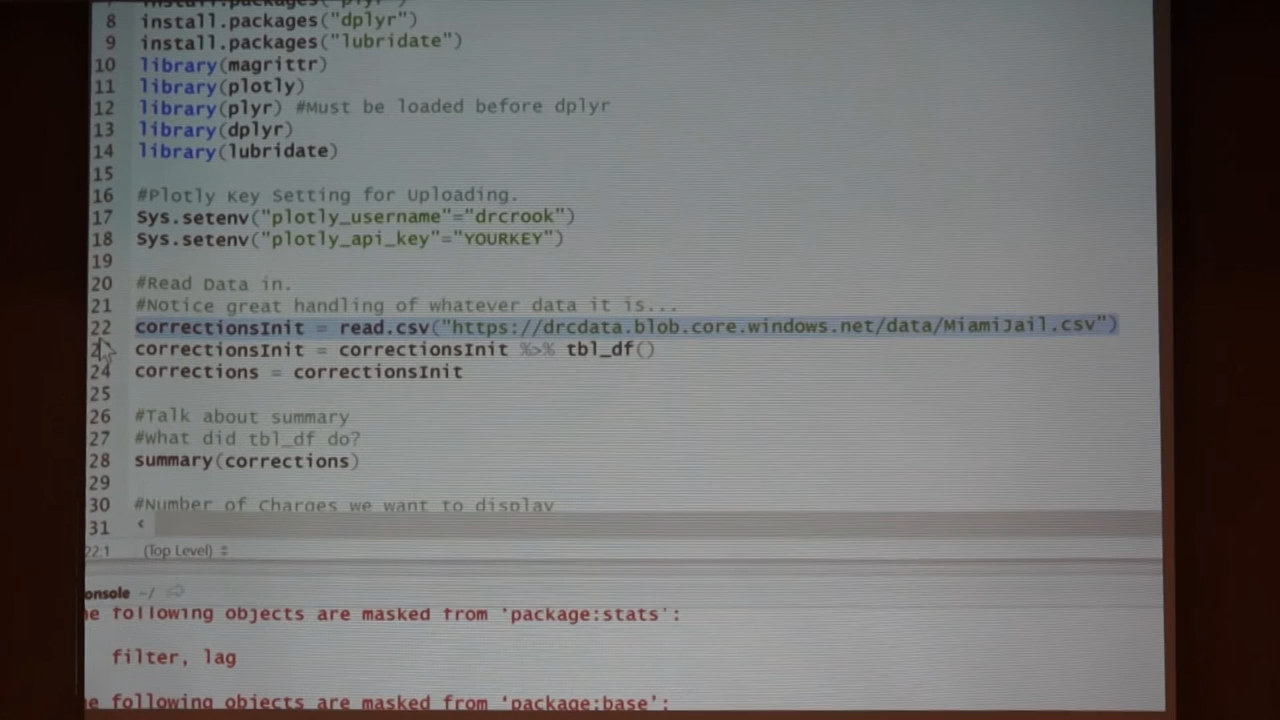 8 install.packages("dplyr")
9 install.packages("lubridate")
10 library(magrittr)
11 library(plotly)
12 library(plyr) #Must be loaded before dplyr
13 library(dplyr)
14 library(lubridate)
15
16 #Plotly Key Setting for Uploading.
17 Sys.setenv("plotly_username"="drcrook")
18 Sys.setenv("plotly_api_key"="YOURKEY")
19
20 #Read Data in.
21 #Notice great handling of whatever data it is...
22 correctionsInit = read.csv("https://drcdata.blob.core.windows.net/data/MiamiJail.csv")
correctionsInit = correctionsInit %>% tbl_df()
24 corrections = correctionsInit
25
26 #Talk about summary
27 #What did tbl_df do?
28 summary(corrections)
29
30 #Number of Charges we want to display
31
22:1 (Top Level)
onsole ~/
he following objects are masked from 'package:stats':
filter, lag
he following objects are masked from 'package:base':